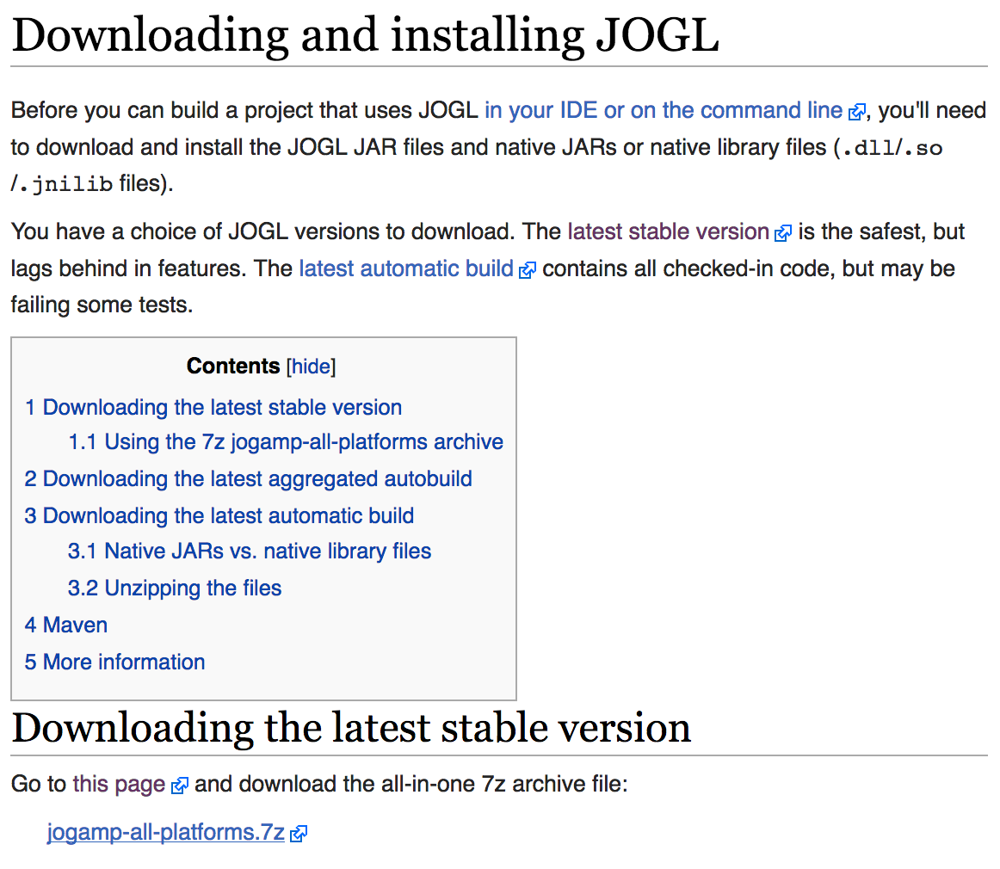 Downloading and installing JOGL
Before you can build a project that uses JOGL in your IDE or on the command line, you'll need
to download and install the JOGL JAR files and native JARs or native library files (.dll/.so
/.jnilib files).
You have a choice of JOGL versions to download. The latest stable version is the safest, but
lags behind in features. The latest automatic build contains all checked-in code, but may be
failing some tests.
Contents [hide]
1 Downloading the latest stable version
1.1 Using the 7z jogamp-all-platforms archive
2 Downloading the latest aggregated autobuild
3 Downloading the latest automatic build
3.1 Native JARs vs. native library files
3.2 Unzipping the files
4 Maven
5 More information
Downloading the latest stable version
Go to this page and download the all-in-one 7z archive file:
jogamp-all-platforms.7z